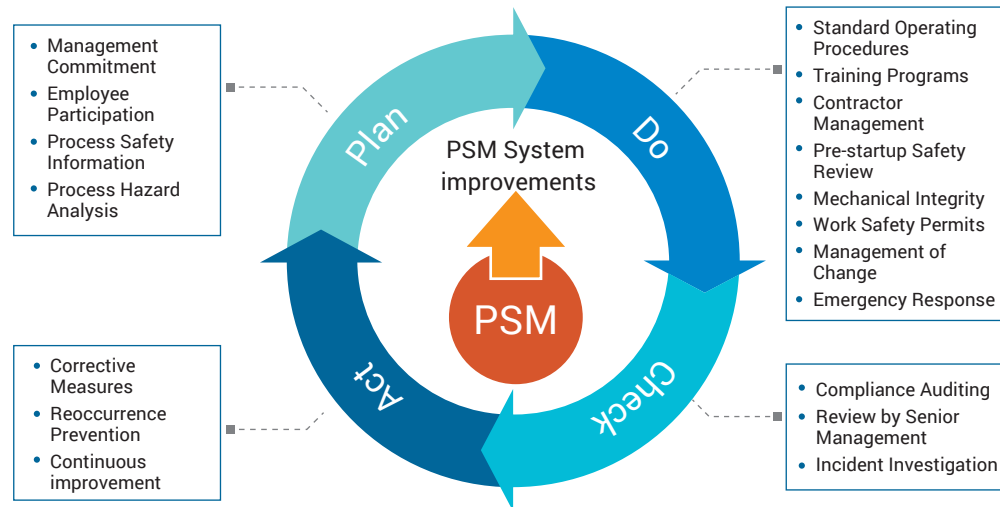 • Management
Commitment
• Employee
Participation
• Process Safety
Information
• Process Hazard
Analysis
Plan
Do
• Standard Operating
Procedures
• Training Programs
• Contractor
Management
• Pre-startup Safety
Review
• Mechanical Integrity
• Work Safety Permits
• Management of
Change
• Emergency Response
PSM System
improvements
PSM
• Corrective
Measures
• Reoccurrence
Prevention
• Continuous
improvement
Act
Check
• Compliance Auditing
• Review by Senior
Management
• Incident Investigation